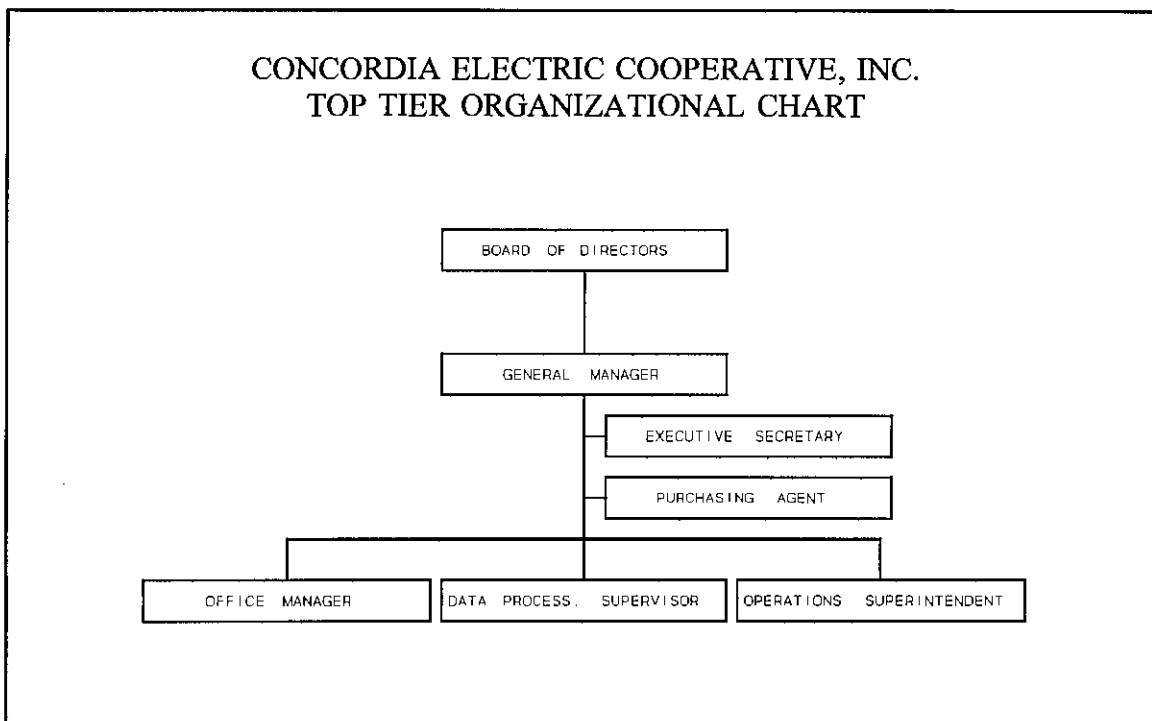 CONCORDIA ELECTRIC COOPERATIVE, INC.
TOP TIER ORGANIZATIONAL CHART
BOARD OF DIRECTORS
GENERAL MANAGER
EXECUTIVE SECRETARY
PURCHASING AGENT
OFFICE MANAGER
DATA PROCESS. SUPERVISOR
OPERATIONS SUPERINTENDENT